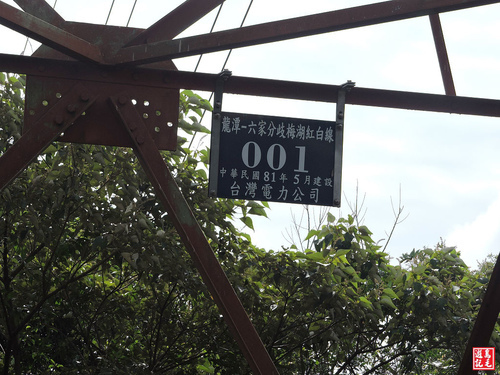 龍潭-六家分歧梅湖紅白線
001
中華民國81年5月建設
台灣電力公司